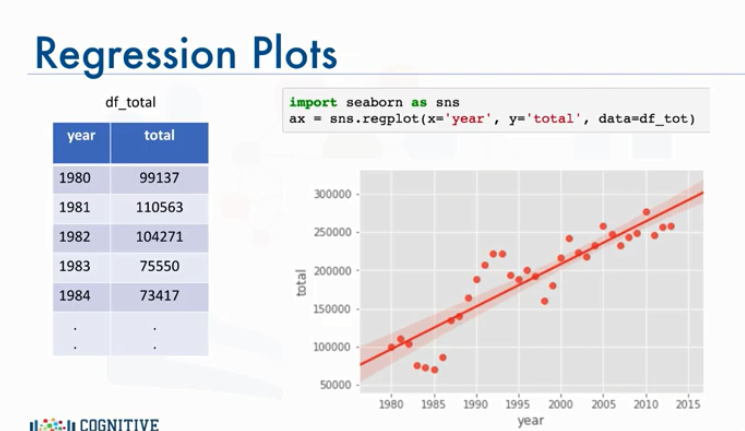 Regression Plots
df_total
year total
1980 99137
1981 110563
1982 104271
1983 75550
1984 73417
. .
. .
import seaborn as sns
ax = sns.regplot(x='year', y='total', data=df_tot)
300000
250000
200000
150000
100000
50000
total
1980 1985 1990 1995 2000 2005 2010 2015
year
COGNITIVE